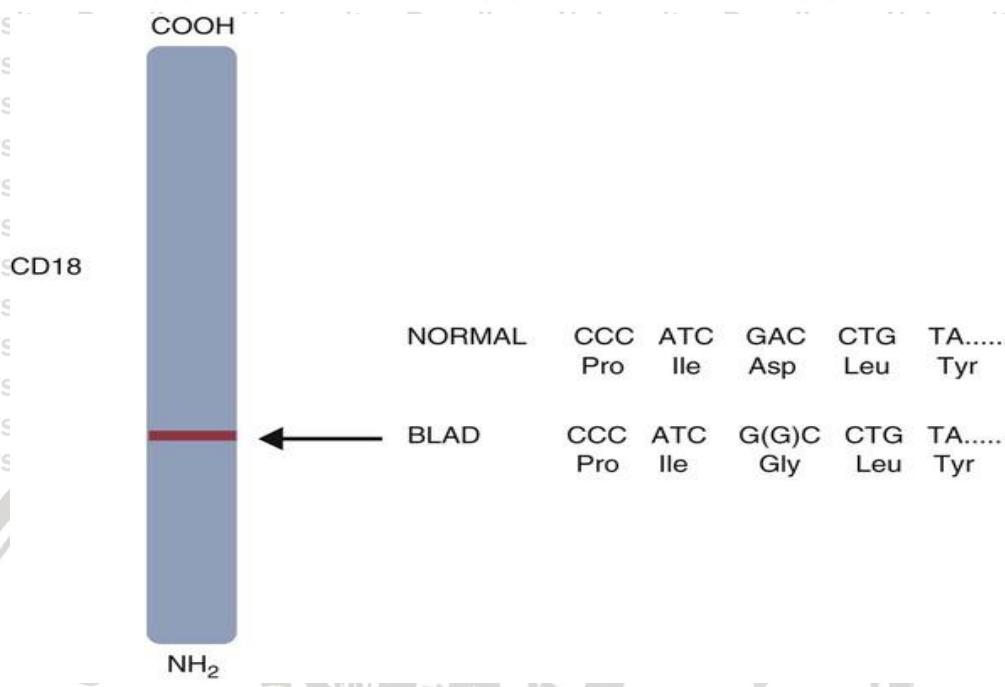 COOH
CD18
NORMAL CCC ATC GAC CTG TA.....
Pro Ile Asp Leu Tyr
BLAD CCC ATC G(G)C CTG TA.....
Pro Ile Gly Leu Tyr
NH₂